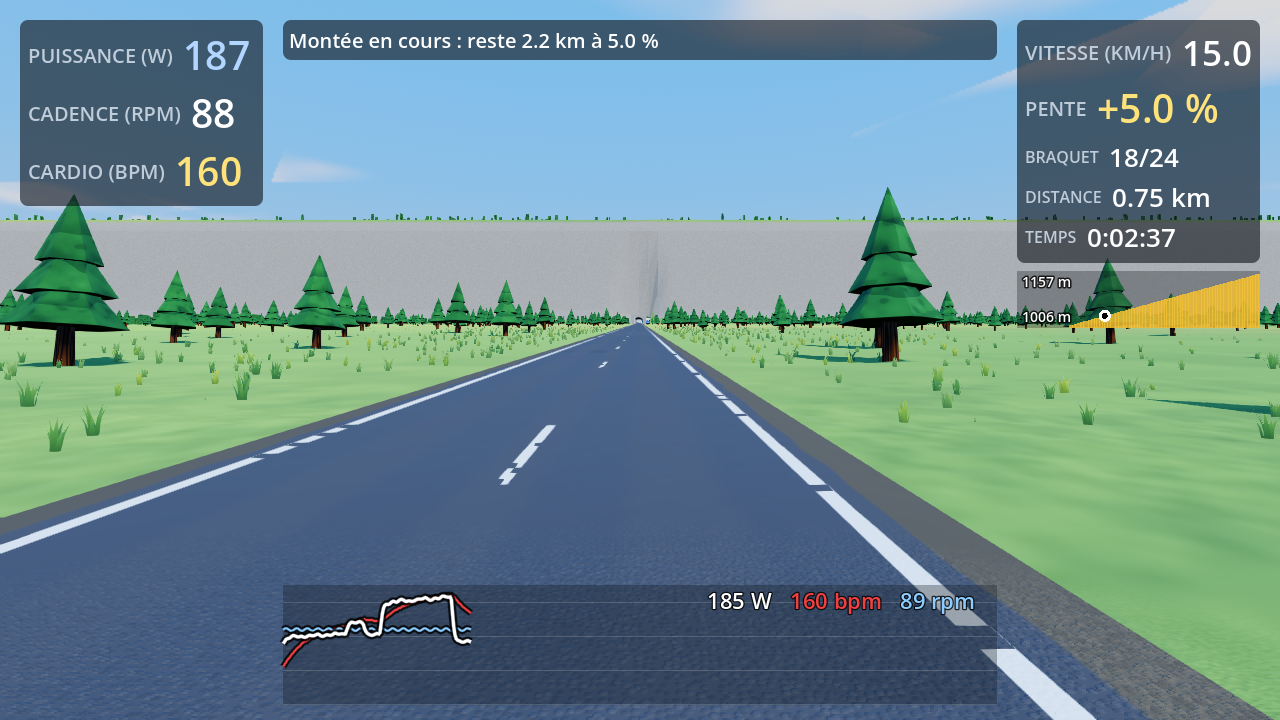 PUISSANCE (W) 187
CADENCE (RPM) 88
CARDIO (BPM) 160
Montée en cours : reste 2.2 km à 5.0 %
VITESSE (KM/H) 15.0
PENTE +5.0 %
BRAQUET 18/24
DISTANCE 0.75 km
TEMPS 0:02:37
1157 m
1006 m
185 W 160 bpm 89 rpm